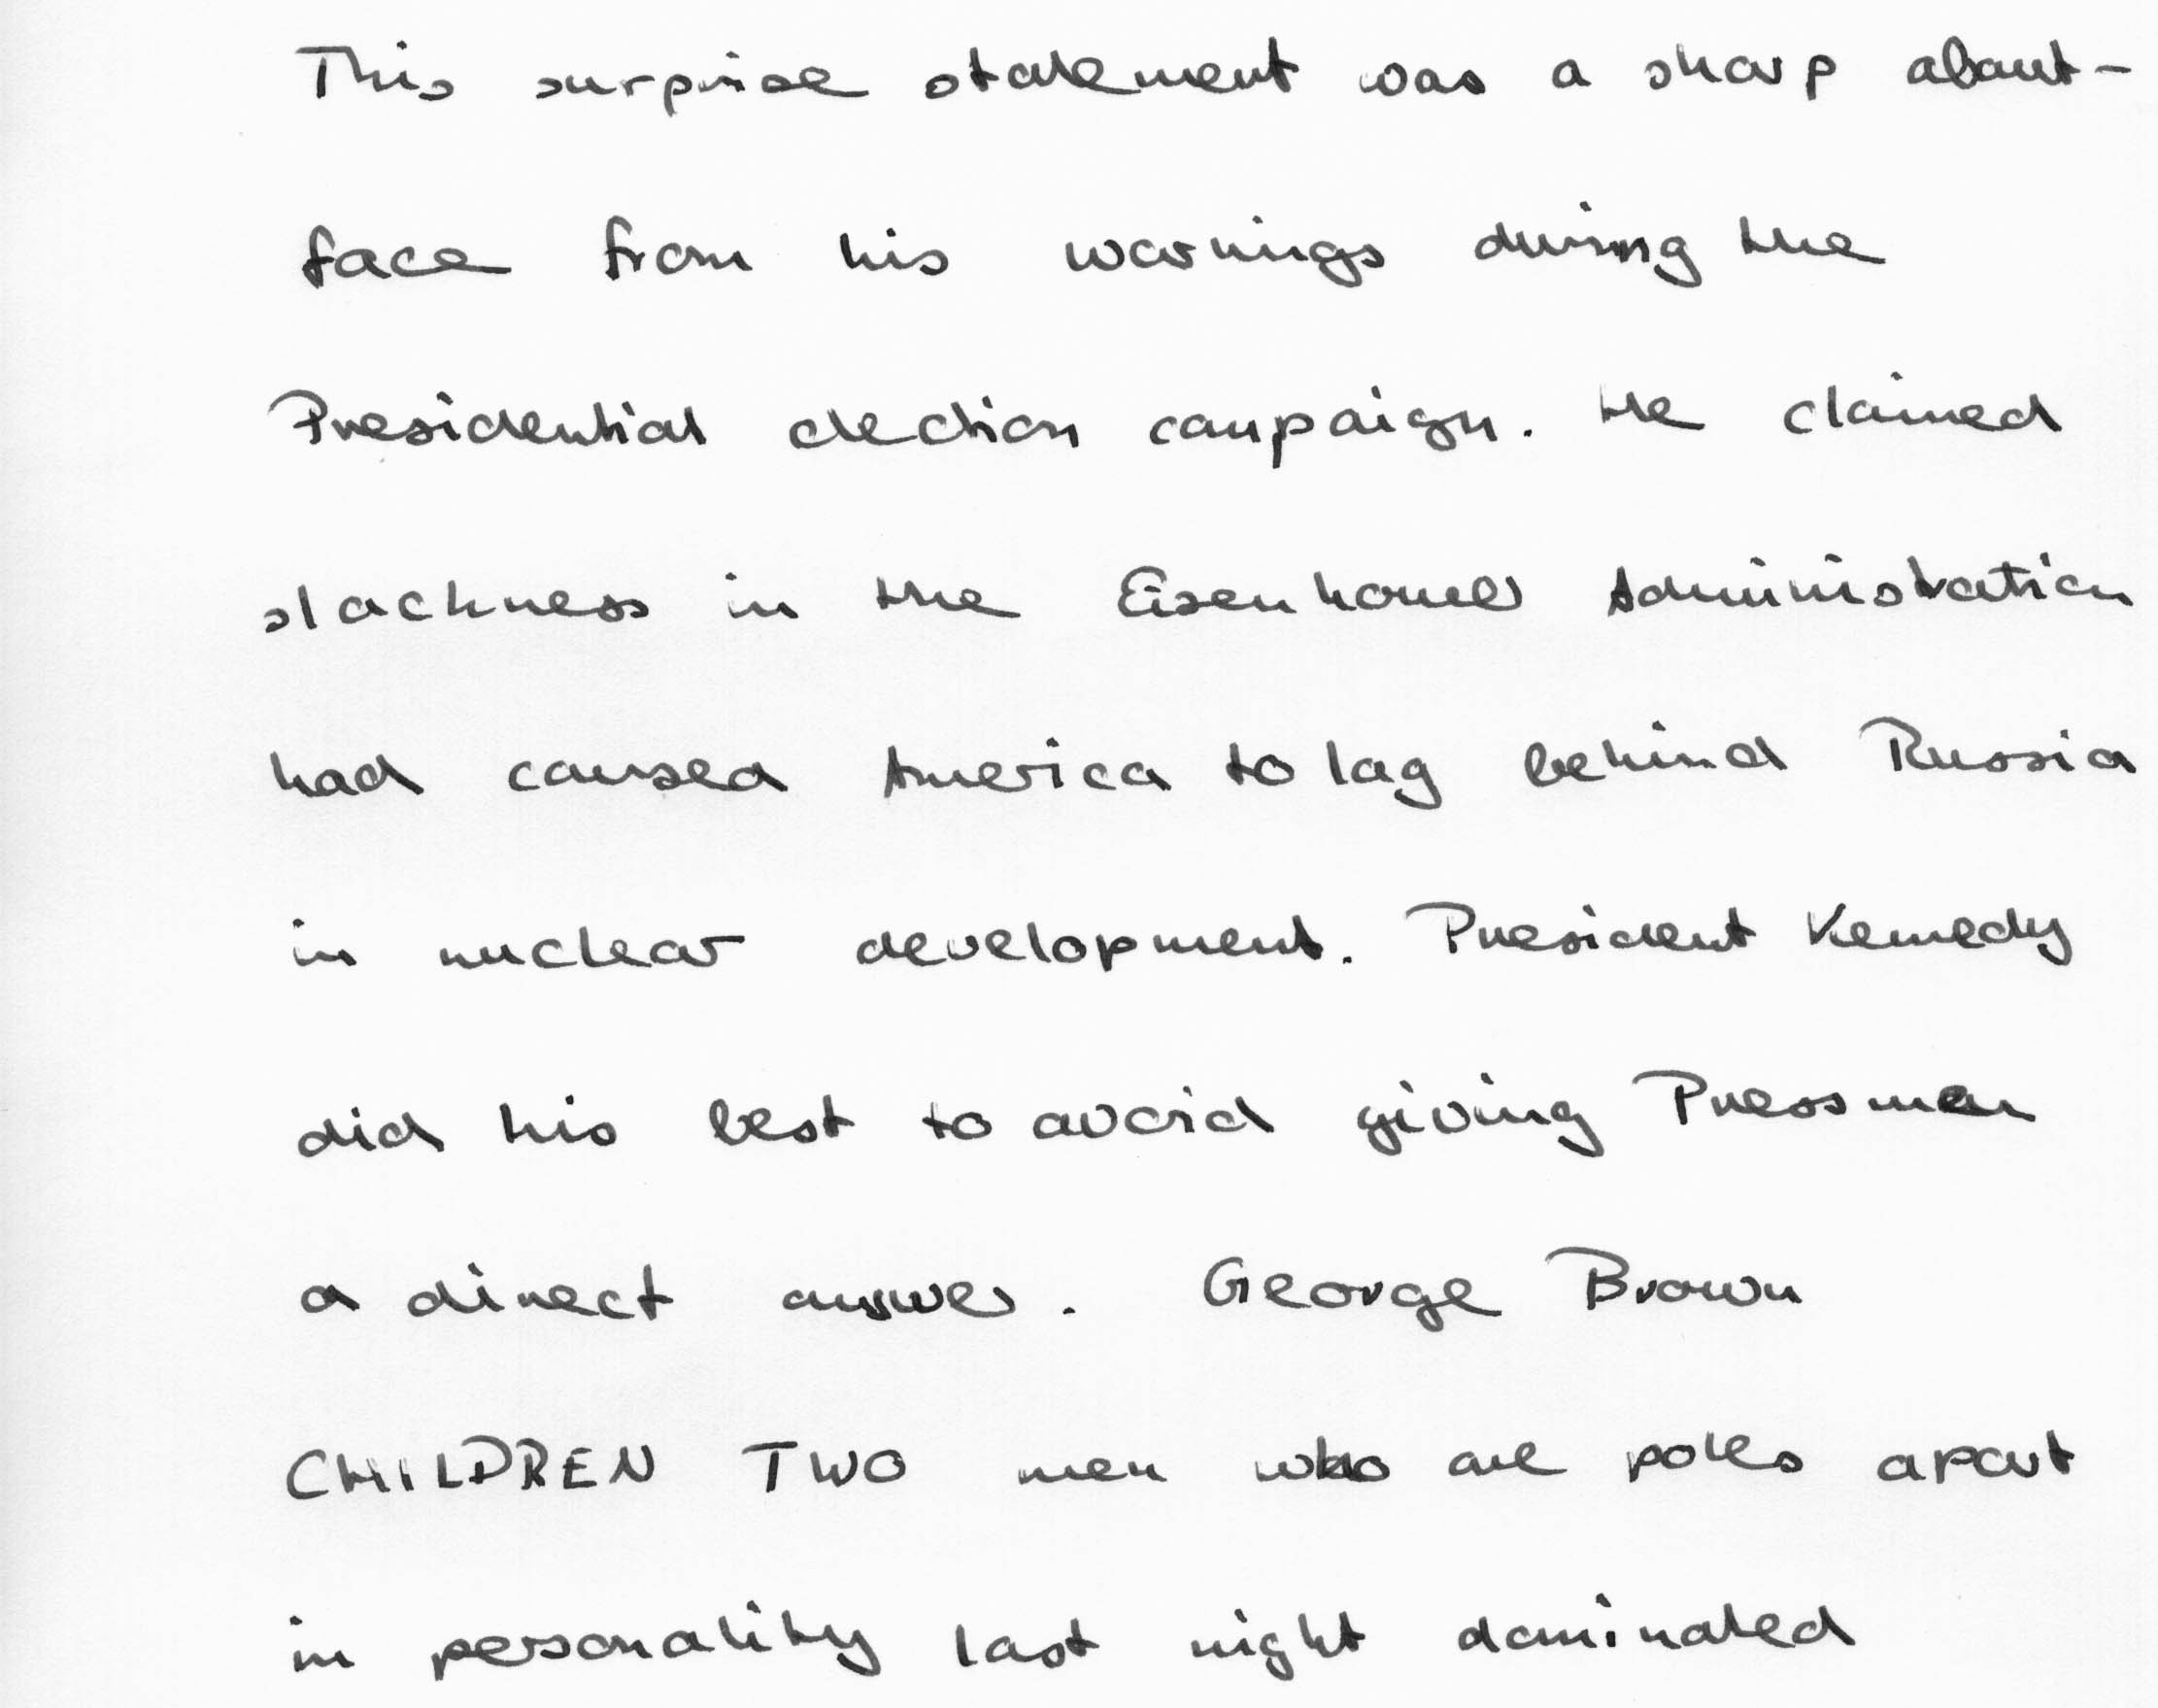 This surprise statement was a sharp about-
face from his warnings during the
Presidential election campaign. He claimed
slackness in the Eisenhower Administration
had caused America to lag behind Russia
in nuclear development. President Kennedy
did his best to avoid giving Pressmen
a direct answer. George Brown
CHILDREN TWO men who are poles apart
in personality last night dominated